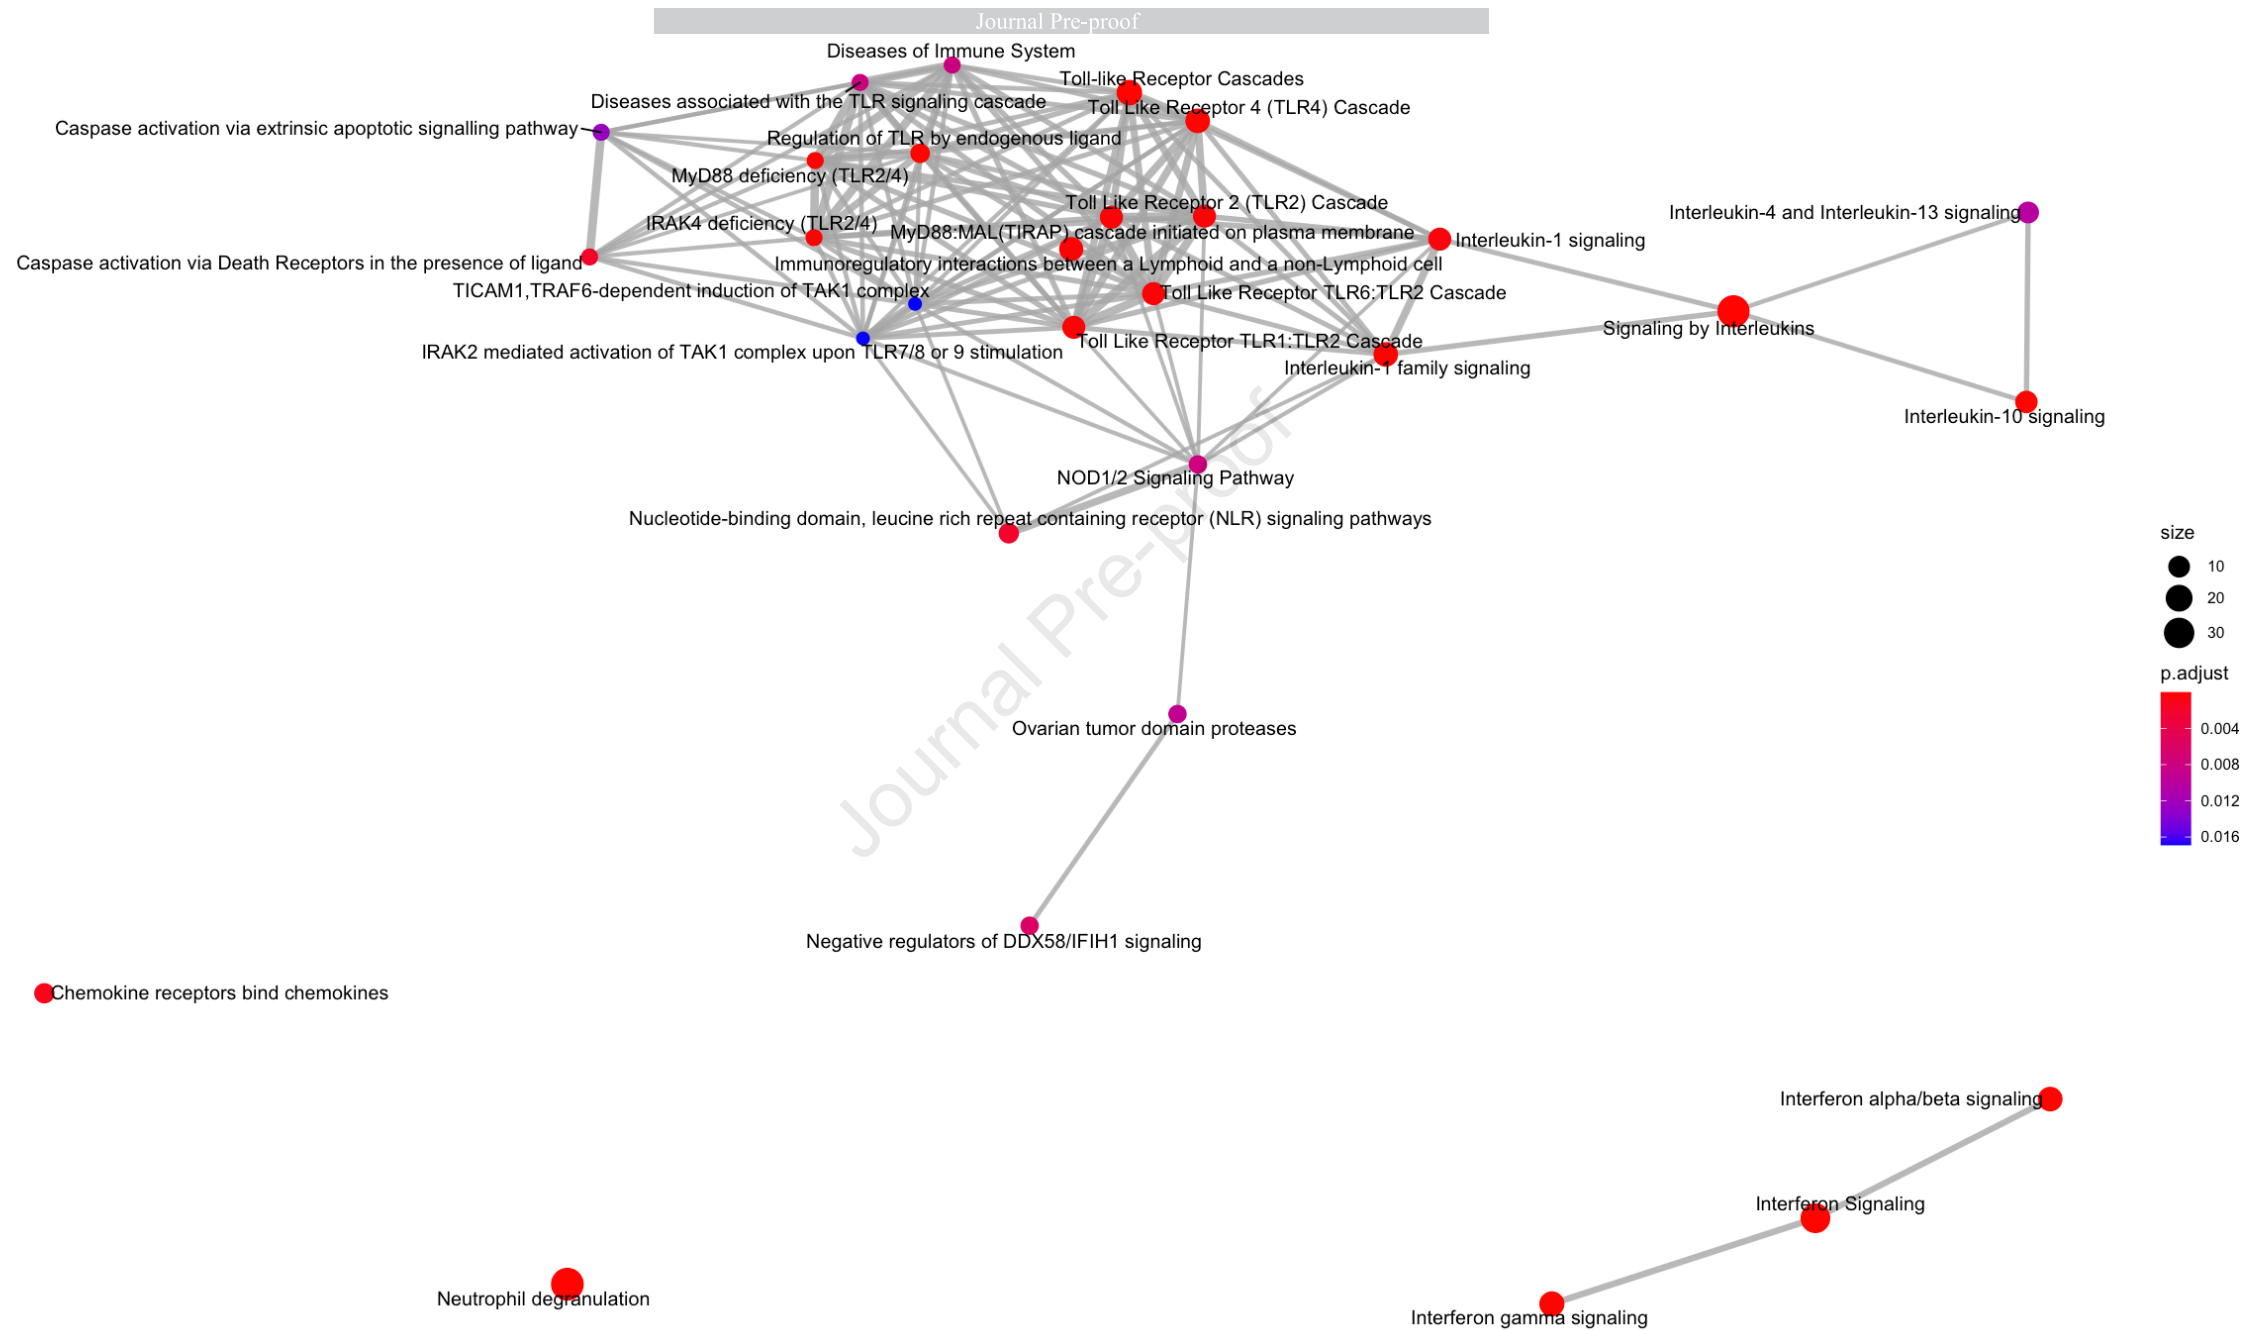 Journal Pre-proof
Diseases of Immune System
Toll-like Receptor Cascades
Diseases associated with the TLR signaling cascade
Toll Like Receptor 4 (TLR4) Cascade
Caspase activation via extrinsic apoptotic signalling pathway
Regulation of TLR by endogenous ligand
MyD88 deficiency (TLR2/4)
Toll Like Receptor 2 (TLR2) Cascade
Interleukin-4 and Interleukin-13 signaling
IRAK4 deficiency (TLR2/4)
MyD88:MAL(TIRAP) cascade initiated on plasma membrane
Interleukin-1 signaling
Caspase activation via Death Receptors in the presence of ligand
Immunoregulatory interactions between a Lymphoid and a non-Lymphoid cell
TICAM1,TRAF6-dependent induction of TAK1 complex
Toll Like Receptor TLR6:TLR2 Cascade
Signaling by Interleukins
Toll Like Receptor TLR1:TLR2 Cascade
IRAK2 mediated activation of TAK1 complex upon TLR7/8 or 9 stimulation
Interleukin-1 family signaling
Interleukin-10 signaling
NOD1/2 Signaling Pathway
Nucleotide-binding domain, leucine rich repeat containing receptor (NLR) signaling pathways
Journal Pre-proof
size
10
20
30
p.adjust
0.004
0.008
0.012
0.016
Ovarian tumor domain proteases
Negative regulators of DDX58/IFIH1 signaling
Chemokine receptors bind chemokines
Interferon alpha/beta signaling
Interferon Signaling
Neutrophil degranulation
Interferon gamma signaling